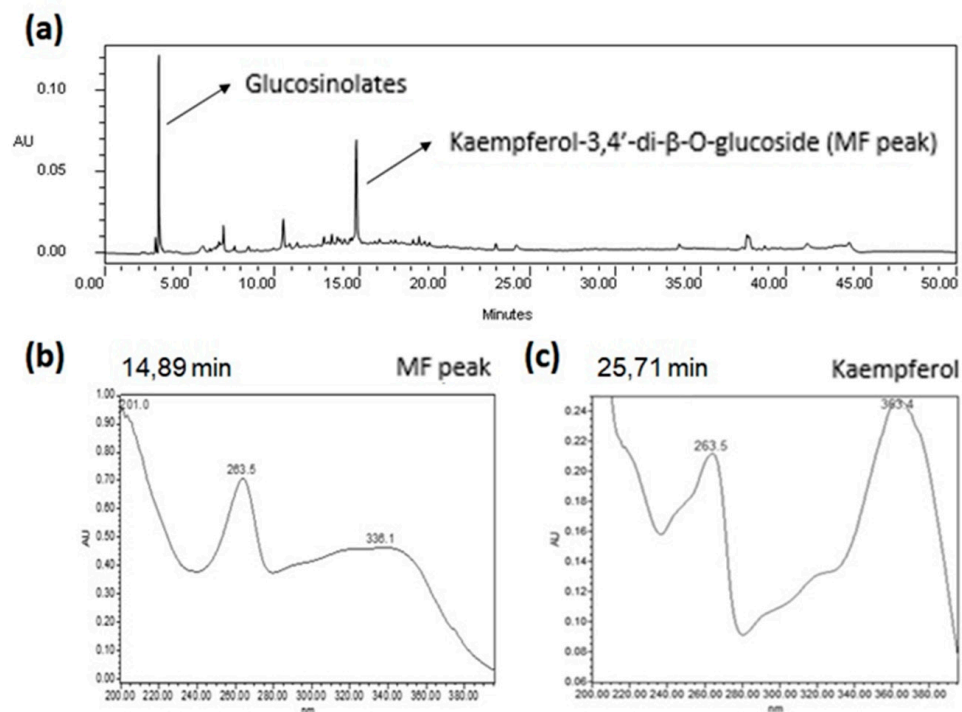 (a)
0.10
Glucosinolates
AU
Kaempferol-3,4′-di-β-O-glucoside (MF peak)
0.05
0.00
0.00 5.00 10.00 15.00 20.00 25.00 30.00 35.00 40.00 45.00 50.00
Minutes
(b)
14,89 min MF peak
1.00
201.0
0.90
0.80
0.70
263.5
0.60
AU
0.50
336.1
0.40
0.30
0.20
0.10
0.00
200.00 220.00 240.00 260.00 280.00 300.00 320.00 340.00 360.00 380.00
nm
(c)
25,71 min Kaempferol
363.4
0.24
0.22
263.5
0.20
0.18
0.16
AU
0.14
0.12
0.10
0.08
0.06
200.00 220.00 240.00 260.00 280.00 300.00 320.00 340.00 360.00 380.00
nm